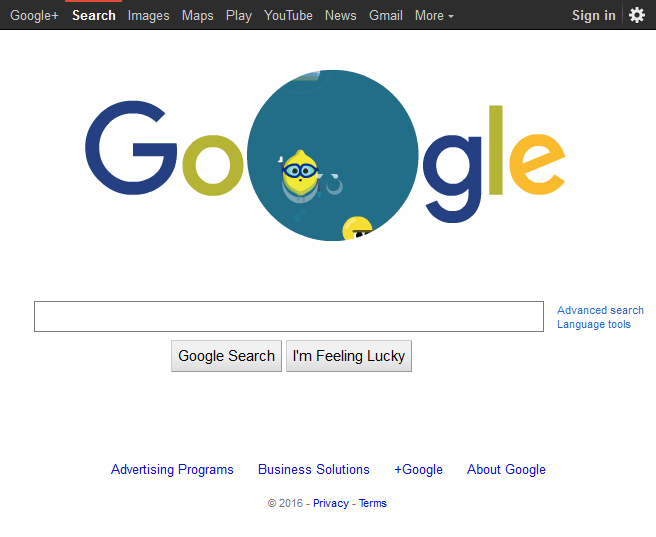 Google+ Search Images Maps Play YouTube News Gmail More Sign in
Google
Advanced search
Language tools
Google Search I'm Feeling Lucky
Advertising Programs Business Solutions +Google About Google
© 2016 - Privacy - Terms